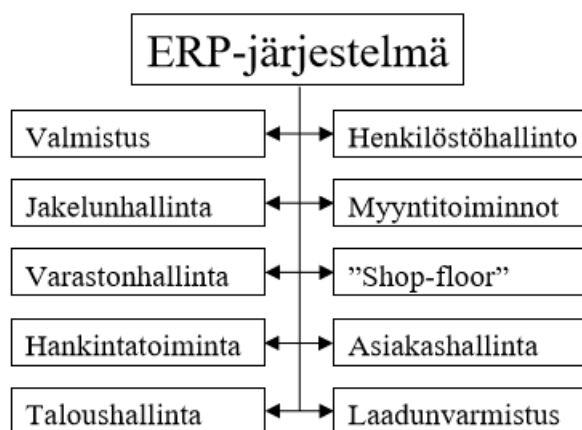 ERP-järjestelmä
Valmistus
Henkilöstöhallinto
Jakelunhallinta
Myyntitoiminnot
Varastonhallinta
”Shop-floor”
Hankintatoiminta
Asiakashallinta
Taloushallinta
Laadunvarmistus